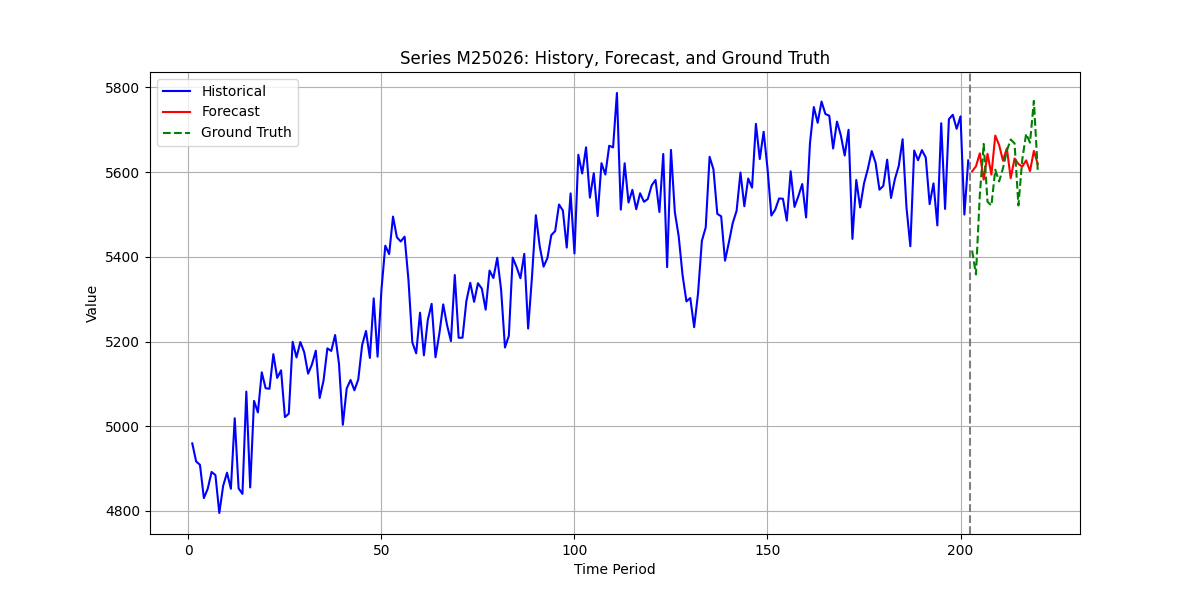 Series M25026: History, Forecast, and Ground Truth
Historical
Forecast
Ground Truth
5800
5600
5400
5200
5000
4800
Value
0 50 100 150 200
Time Period